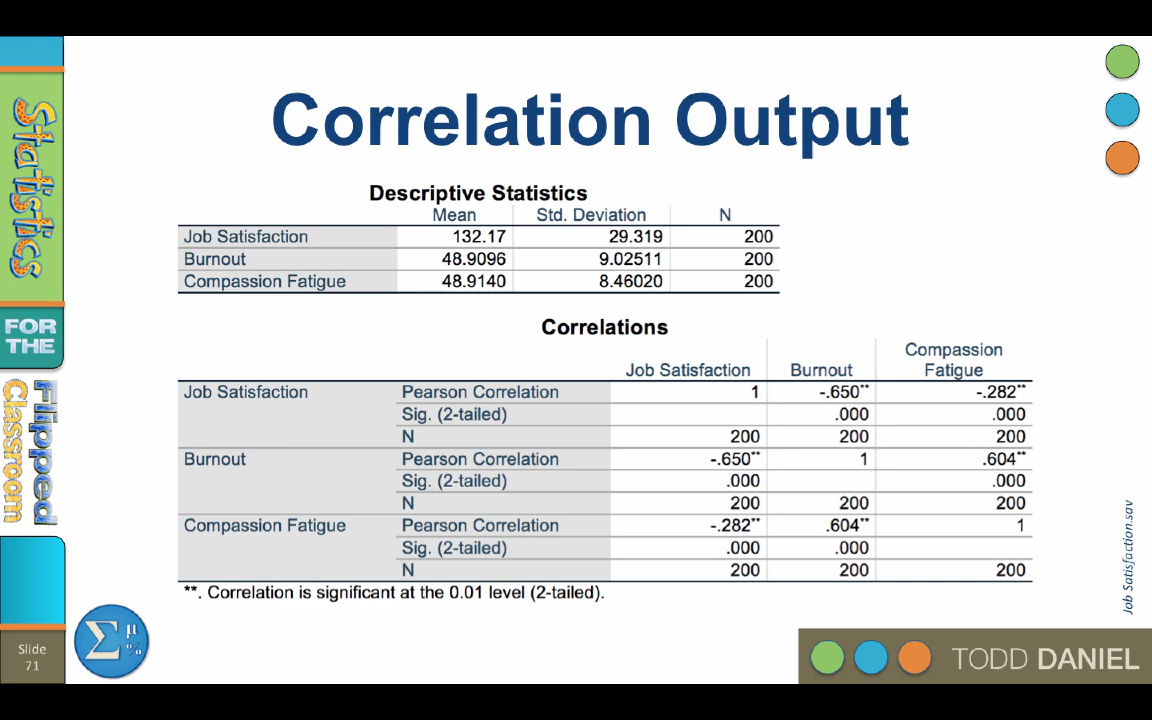 Correlation Output
Descriptive Statistics
Mean Std. Deviation N
Job Satisfaction 132.17 29.319 200
Burnout 48.9096 9.02511 200
Compassion Fatigue 48.9140 8.46020 200
Correlations
Job Satisfaction Burnout Compassion Fatigue
Job Satisfaction Pearson Correlation 1 -.650** -.282**
Sig. (2-tailed) .000 .000
N 200 200 200
Burnout Pearson Correlation -.650** 1 .604**
Sig. (2-tailed) .000 .000
N 200 200 200
Compassion Fatigue Pearson Correlation -.282** .604** 1
Sig. (2-tailed) .000 .000
N 200 200 200
**. Correlation is significant at the 0.01 level (2-tailed).
Statistics
FOR
THE
Flipped
Classroom
Σ μ
%
Slide
71
Job Satisfaction.sav
TODD DANIEL